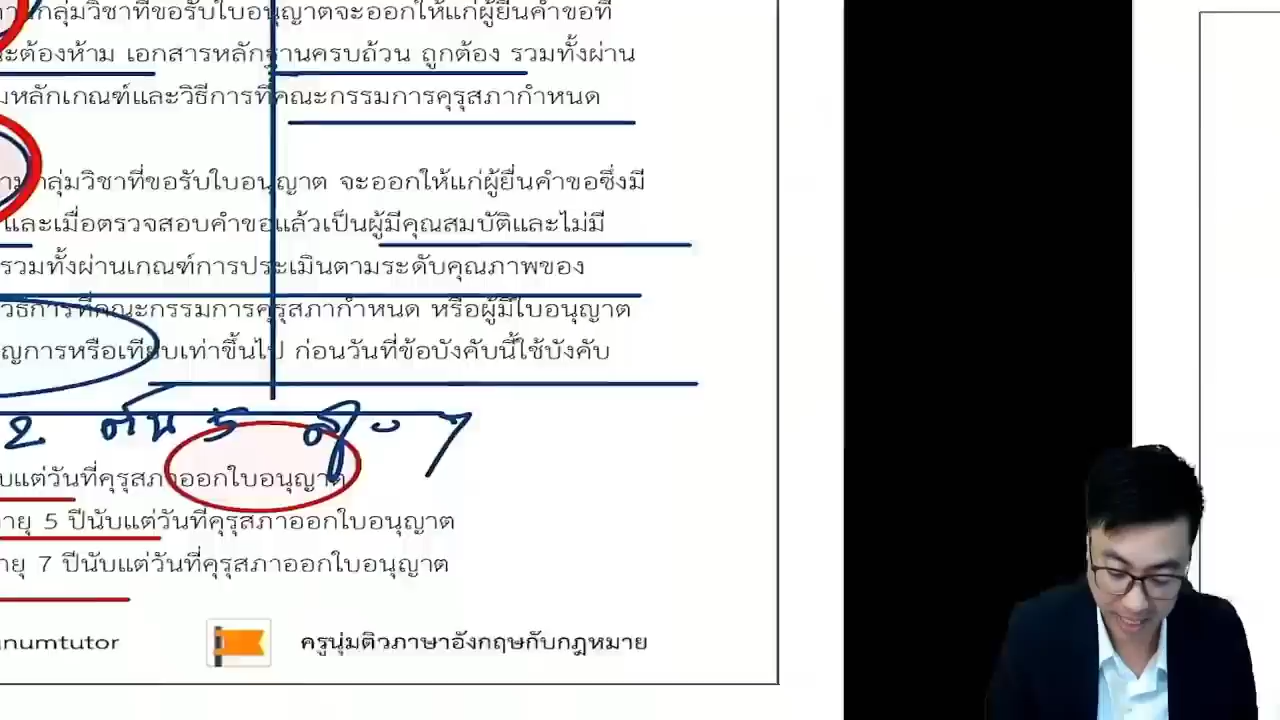 ตามกลุ่มวิชาที่ขอรับใบอนุญาตจะออกให้แก่ผู้ยื่นคำขอที่
ะต้องห้าม เอกสารหลักฐานครบถ้วน ถูกต้อง รวมทั้งผ่าน
มหลักเกณฑ์และวิธีการที่คณะกรรมการคุรุสภากำหนด
ามกลุ่มวิชาที่ขอรับใบอนุญาต จะออกให้แก่ผู้ยื่นคำขอซึ่งมี
และเมื่อตรวจสอบคำขอแล้วเป็นผู้มีคุณสมบัติและไม่มี
รวมทั้งผ่านเกณฑ์การประเมินตามระดับคุณภาพของ
วิธีการที่คณะกรรมการคุรุสภากำหนด หรือผู้มีใบอนุญาต
ญการหรือเทียบเท่าขึ้นไป ก่อนวันที่ข้อบังคับนี้ใช้บังคับ
2 ต้น 5 สูง 7
บแต่วันที่คุรุสภาออกใบอนุญาต
ายุ 5 ปีนับแต่วันที่คุรุสภาออกใบอนุญาต
ายุ 7 ปีนับแต่วันที่คุรุสภาออกใบอนุญาต
numtutor ครูนุ่มติวภาษาอังกฤษกับกฎหมาย